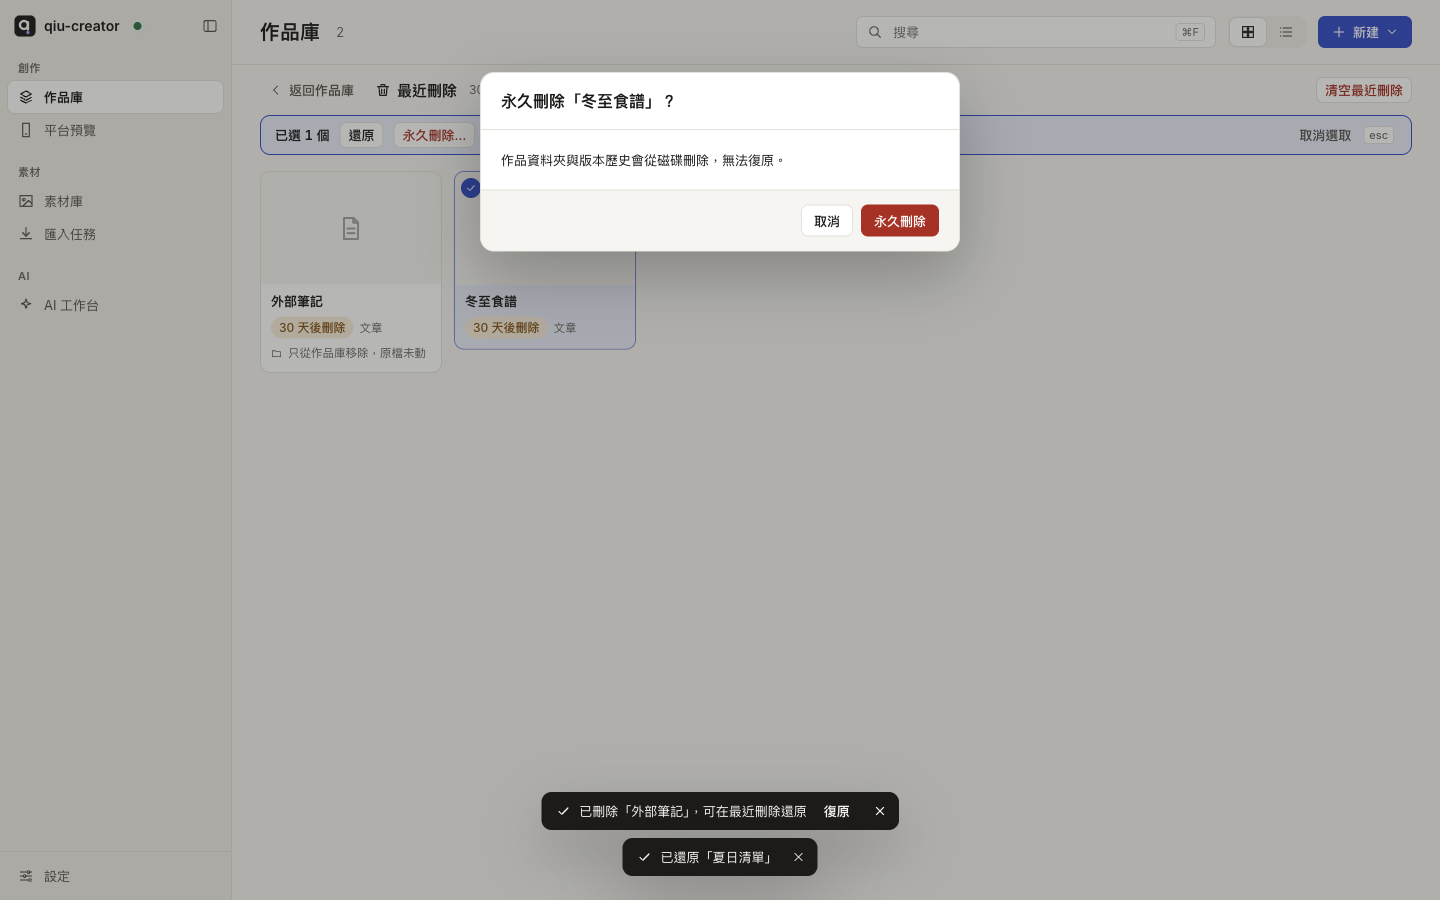 qiu-creator
創作
作品庫
平台預覽
素材
素材庫
匯入任務
AI
AI 工作台
設定
作品庫 2
搜尋 ⌘F
新建
返回作品庫 最近刪除 30
清空最近刪除
已選 1 個 還原 永久刪除...
取消選取 esc
永久刪除「冬至食譜」？
作品資料夾與版本歷史會從磁碟刪除，無法復原。
取消 永久刪除
外部筆記
30 天後刪除 文章
只從作品庫移除，原檔未動
冬至食譜
30 天後刪除 文章
已刪除「外部筆記」，可在最近刪除還原 復原
已還原「夏日清單」